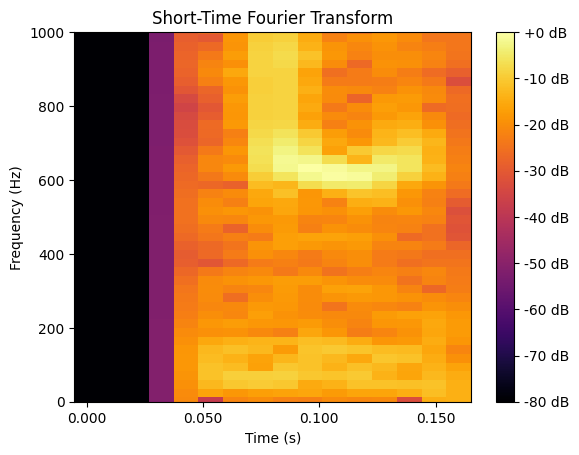 Short-Time Fourier Transform
1000
800
600
400
200
0
Frequency (Hz)
0.000
0.050
0.100
0.150
Time (s)
+0 dB
-10 dB
-20 dB
-30 dB
-40 dB
-50 dB
-60 dB
-70 dB
-80 dB